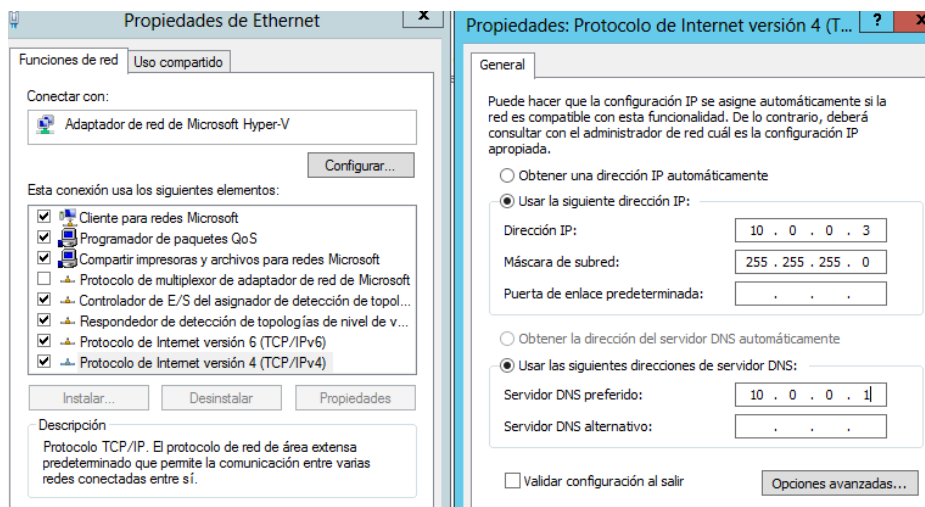 Propiedades de Ethernet
x
Funciones de red
Uso compartido
Conectar con:
Adaptador de red de Microsoft Hyper-V
Configurar...
Esta conexión usa los siguientes elementos:
Cliente para redes Microsoft
Programador de paquetes QoS
Compartir impresoras y archivos para redes Microsoft
Protocolo de multiplexor de adaptador de red de Microsoft
Controlador de E/S del asignador de detección de topol...
Respondedor de detección de topologías de nivel de v...
Protocolo de Internet versión 6 (TCP/IPv6)
Protocolo de Internet versión 4 (TCP/IPv4)
Instalar...
Desinstalar
Propiedades
Descripción
Protocolo TCP/IP. El protocolo de red de área extensa
predeterminado que permite la comunicación entre varias
redes conectadas entre sí.
Propiedades: Protocolo de Internet versión 4 (T...
?
x
General
Puede hacer que la configuración IP se asigne automáticamente si la
red es compatible con esta funcionalidad. De lo contrario, deberá
consultar con el administrador de red cuál es la configuración IP
apropiada.
Obtener una dirección IP automáticamente
Usar la siguiente dirección IP:
Dirección IP: 10 . 0 . 0 . 3
Máscara de subred: 255 . 255 . 255 . 0
Puerta de enlace predeterminada: . . .
Obtener la dirección del servidor DNS automáticamente
Usar las siguientes direcciones de servidor DNS:
Servidor DNS preferido: 10 . 0 . 0 . 1
Servidor DNS alternativo: . . .
Validar configuración al salir
Opciones avanzadas...